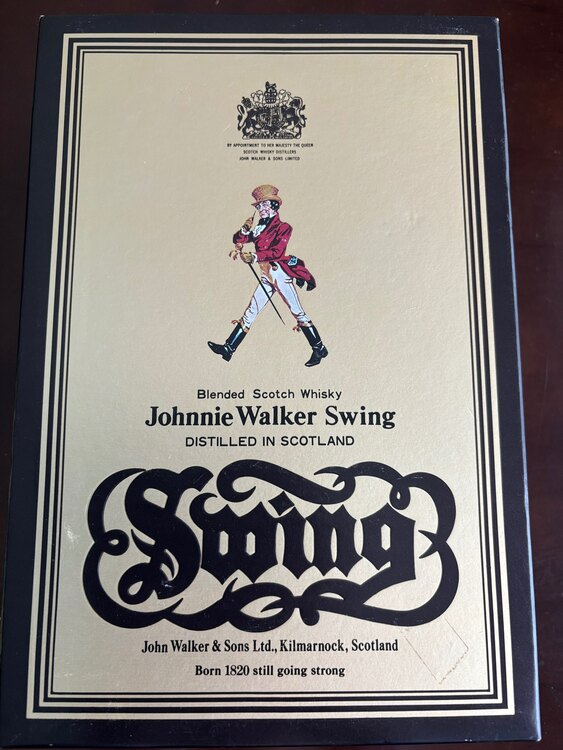 BY APPOINTMENT TO HER MAJESTY THE QUEEN
SCOTCH WHISKY DISTILLERS
JOHN WALKER & SONS LIMITED
Blended Scotch Whisky
Johnnie Walker Swing
DISTILLED IN SCOTLAND
Swing
John Walker & Sons Ltd., Kilmarnock, Scotland
Born 1820 still going strong